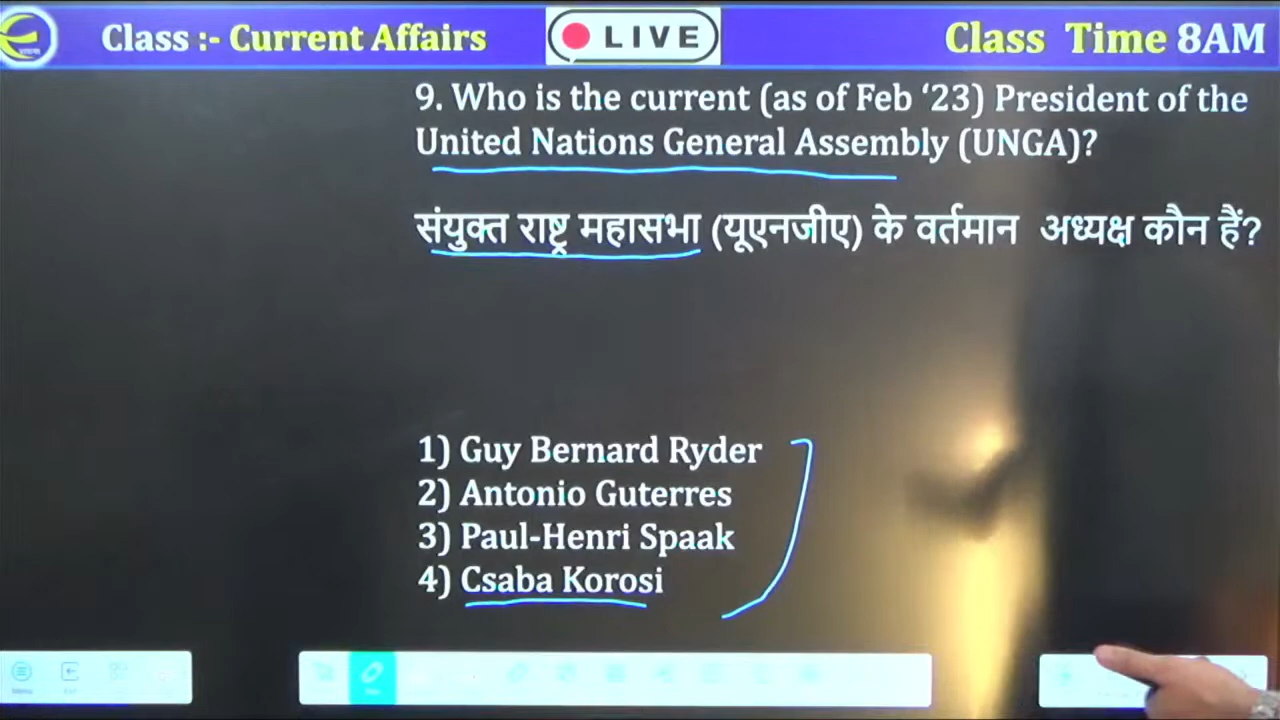 Class :- Current Affairs
LIVE
Class Time 8AM
9. Who is the current (as of Feb ‘23) President of the
United Nations General Assembly (UNGA)?
संयुक्त राष्ट्र महासभा (यूएनजीए) के वर्तमान अध्यक्ष कौन हैं?
1) Guy Bernard Ryder
2) Antonio Guterres
3) Paul-Henri Spaak
4) Csaba Korosi
Menu